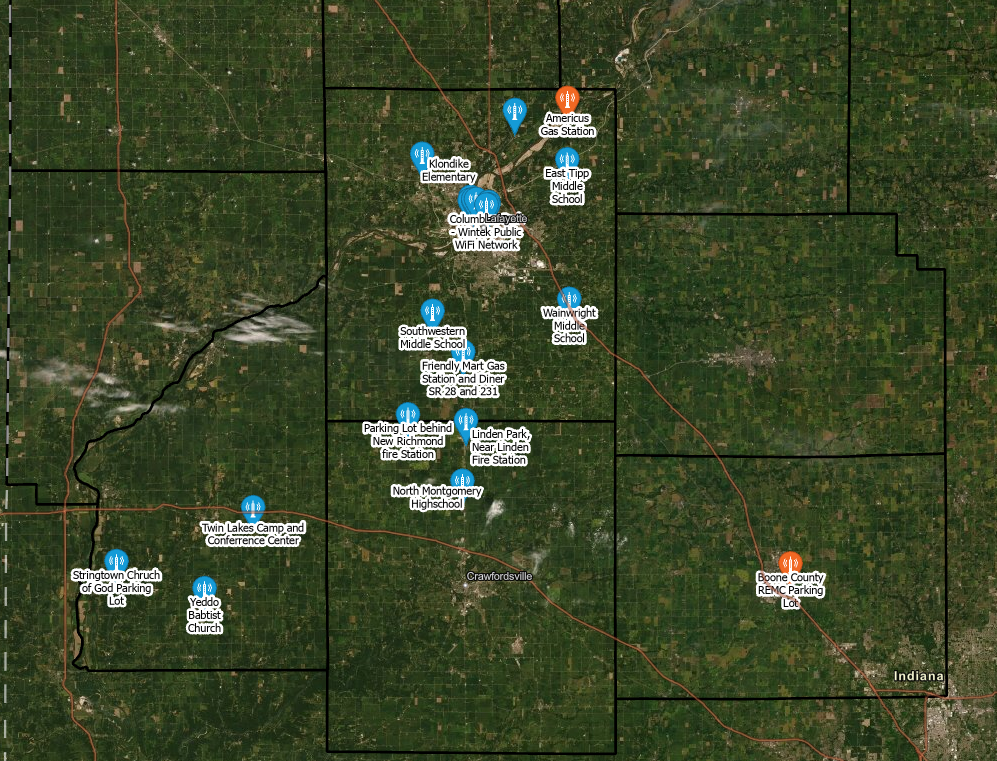 Americus
Gas Station
Klondike
Elementary
East Tipp
Middle
School
Lafayette
- Wintek Public
WiFi Network
Wainwright
Middle
School
Southwestern
Middle School
Friendly Mart Gas
Station and Diner
SR 28 and 231
Parking Lot behind
New Richmond
fire Station
Linden Park,
Near Linden
Fire Station
North Montgomery
Highschool
Twin Lakes Camp and
Conferrence Center
Stringtown Chruch
of God Parking
Lot
Yeddo
Babtist
Church
Crawfordsville
Boone County
REMC Parking
Lot
Indiana